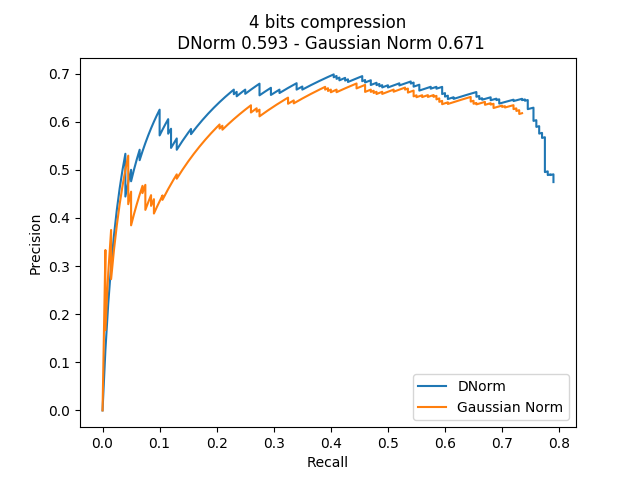 4 bits compression
DNorm 0.593 - Gaussian Norm 0.671
0.7
0.6
0.5
0.4
0.3
0.2
0.1
0.0
Precision
DNorm
Gaussian Norm
0.0 0.1 0.2 0.3 0.4 0.5 0.6 0.7 0.8
Recall